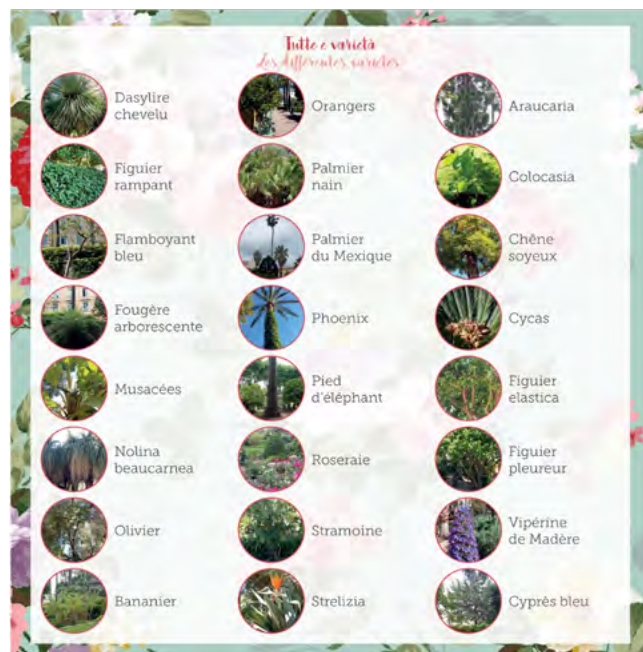 Tutte e varietà
Les différentes variétés
Dasylire
chevelu
Figuier
rampant
Flamboyant
bleu
Fougère
arborescente
Musacées
Nolina
beaucarnea
Olivier
Bananier
Orangers
Palmier
nain
Palmier
du Mexique
Phoenix
Pied
d'éléphant
Roseraie
Stramoine
Strelizia
Araucaria
Colocasia
Chêne
soyeux
Cycas
Figuier
elastica
Figuier
pleureur
Vipérine
de Madère
Cyprès bleu